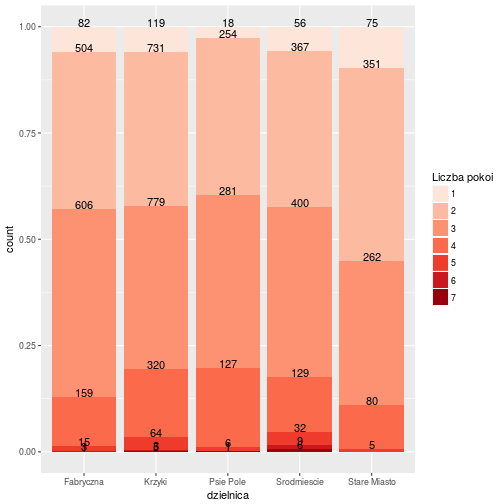 82 119 18 56 75
1.00
504 731 254 367 351
0.75
606 779 281 400 262
0.50
count
0.25
159 320 127 129 80
15 64 6 32 5
9
6
0.00
Fabryczna Krzyki Psie Pole Srodmiescie Stare Miasto
dzielnica
Liczba pokoi
1
2
3
4
5
6
7